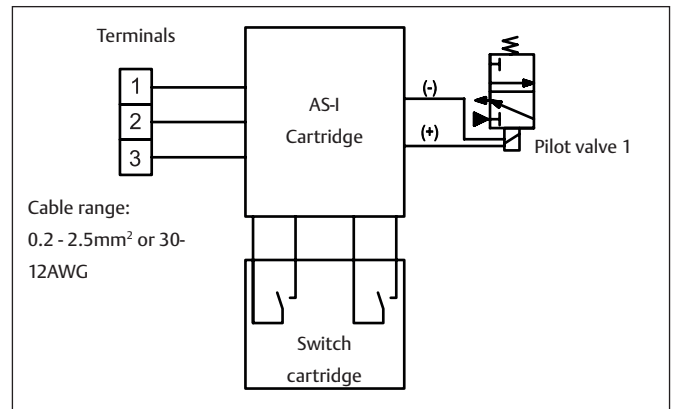 Terminals
1
2
3
Cable range:
0.2 - 2.5mm² or 30-
12AWG
AS-I
Cartridge
(-)
(+)
Pilot valve 1
Switch
cartridge